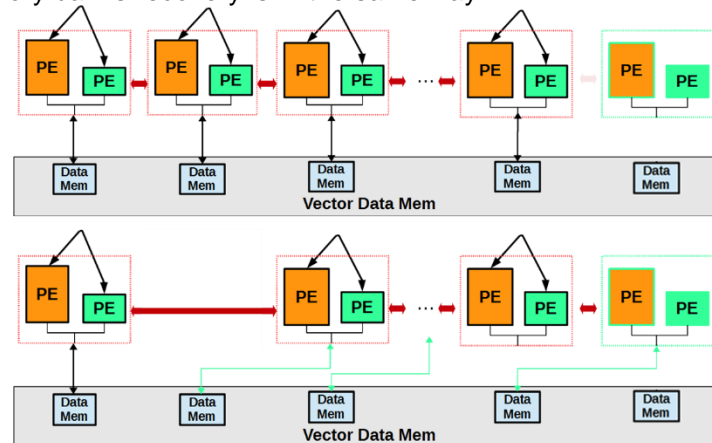 PE PE PE PE PE PE ... PE PE PE PE
Data Mem Data Mem Data Mem Data Mem Data Mem
Vector Data Mem
PE PE PE PE ... PE PE PE PE
Data Mem Data Mem Data Mem Data Mem Data Mem
Vector Data Mem